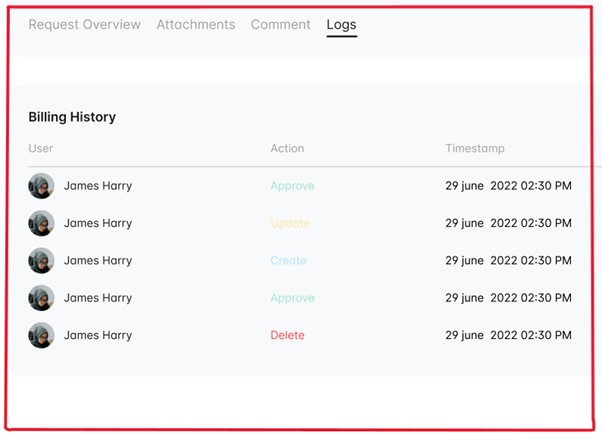 Request Overview Attachments Comment Logs
Billing History
User Action Timestamp
James Harry Approve 29 june 2022 02:30 PM
James Harry Update 29 june 2022 02:30 PM
James Harry Create 29 june 2022 02:30 PM
James Harry Approve 29 june 2022 02:30 PM
James Harry Delete 29 june 2022 02:30 PM